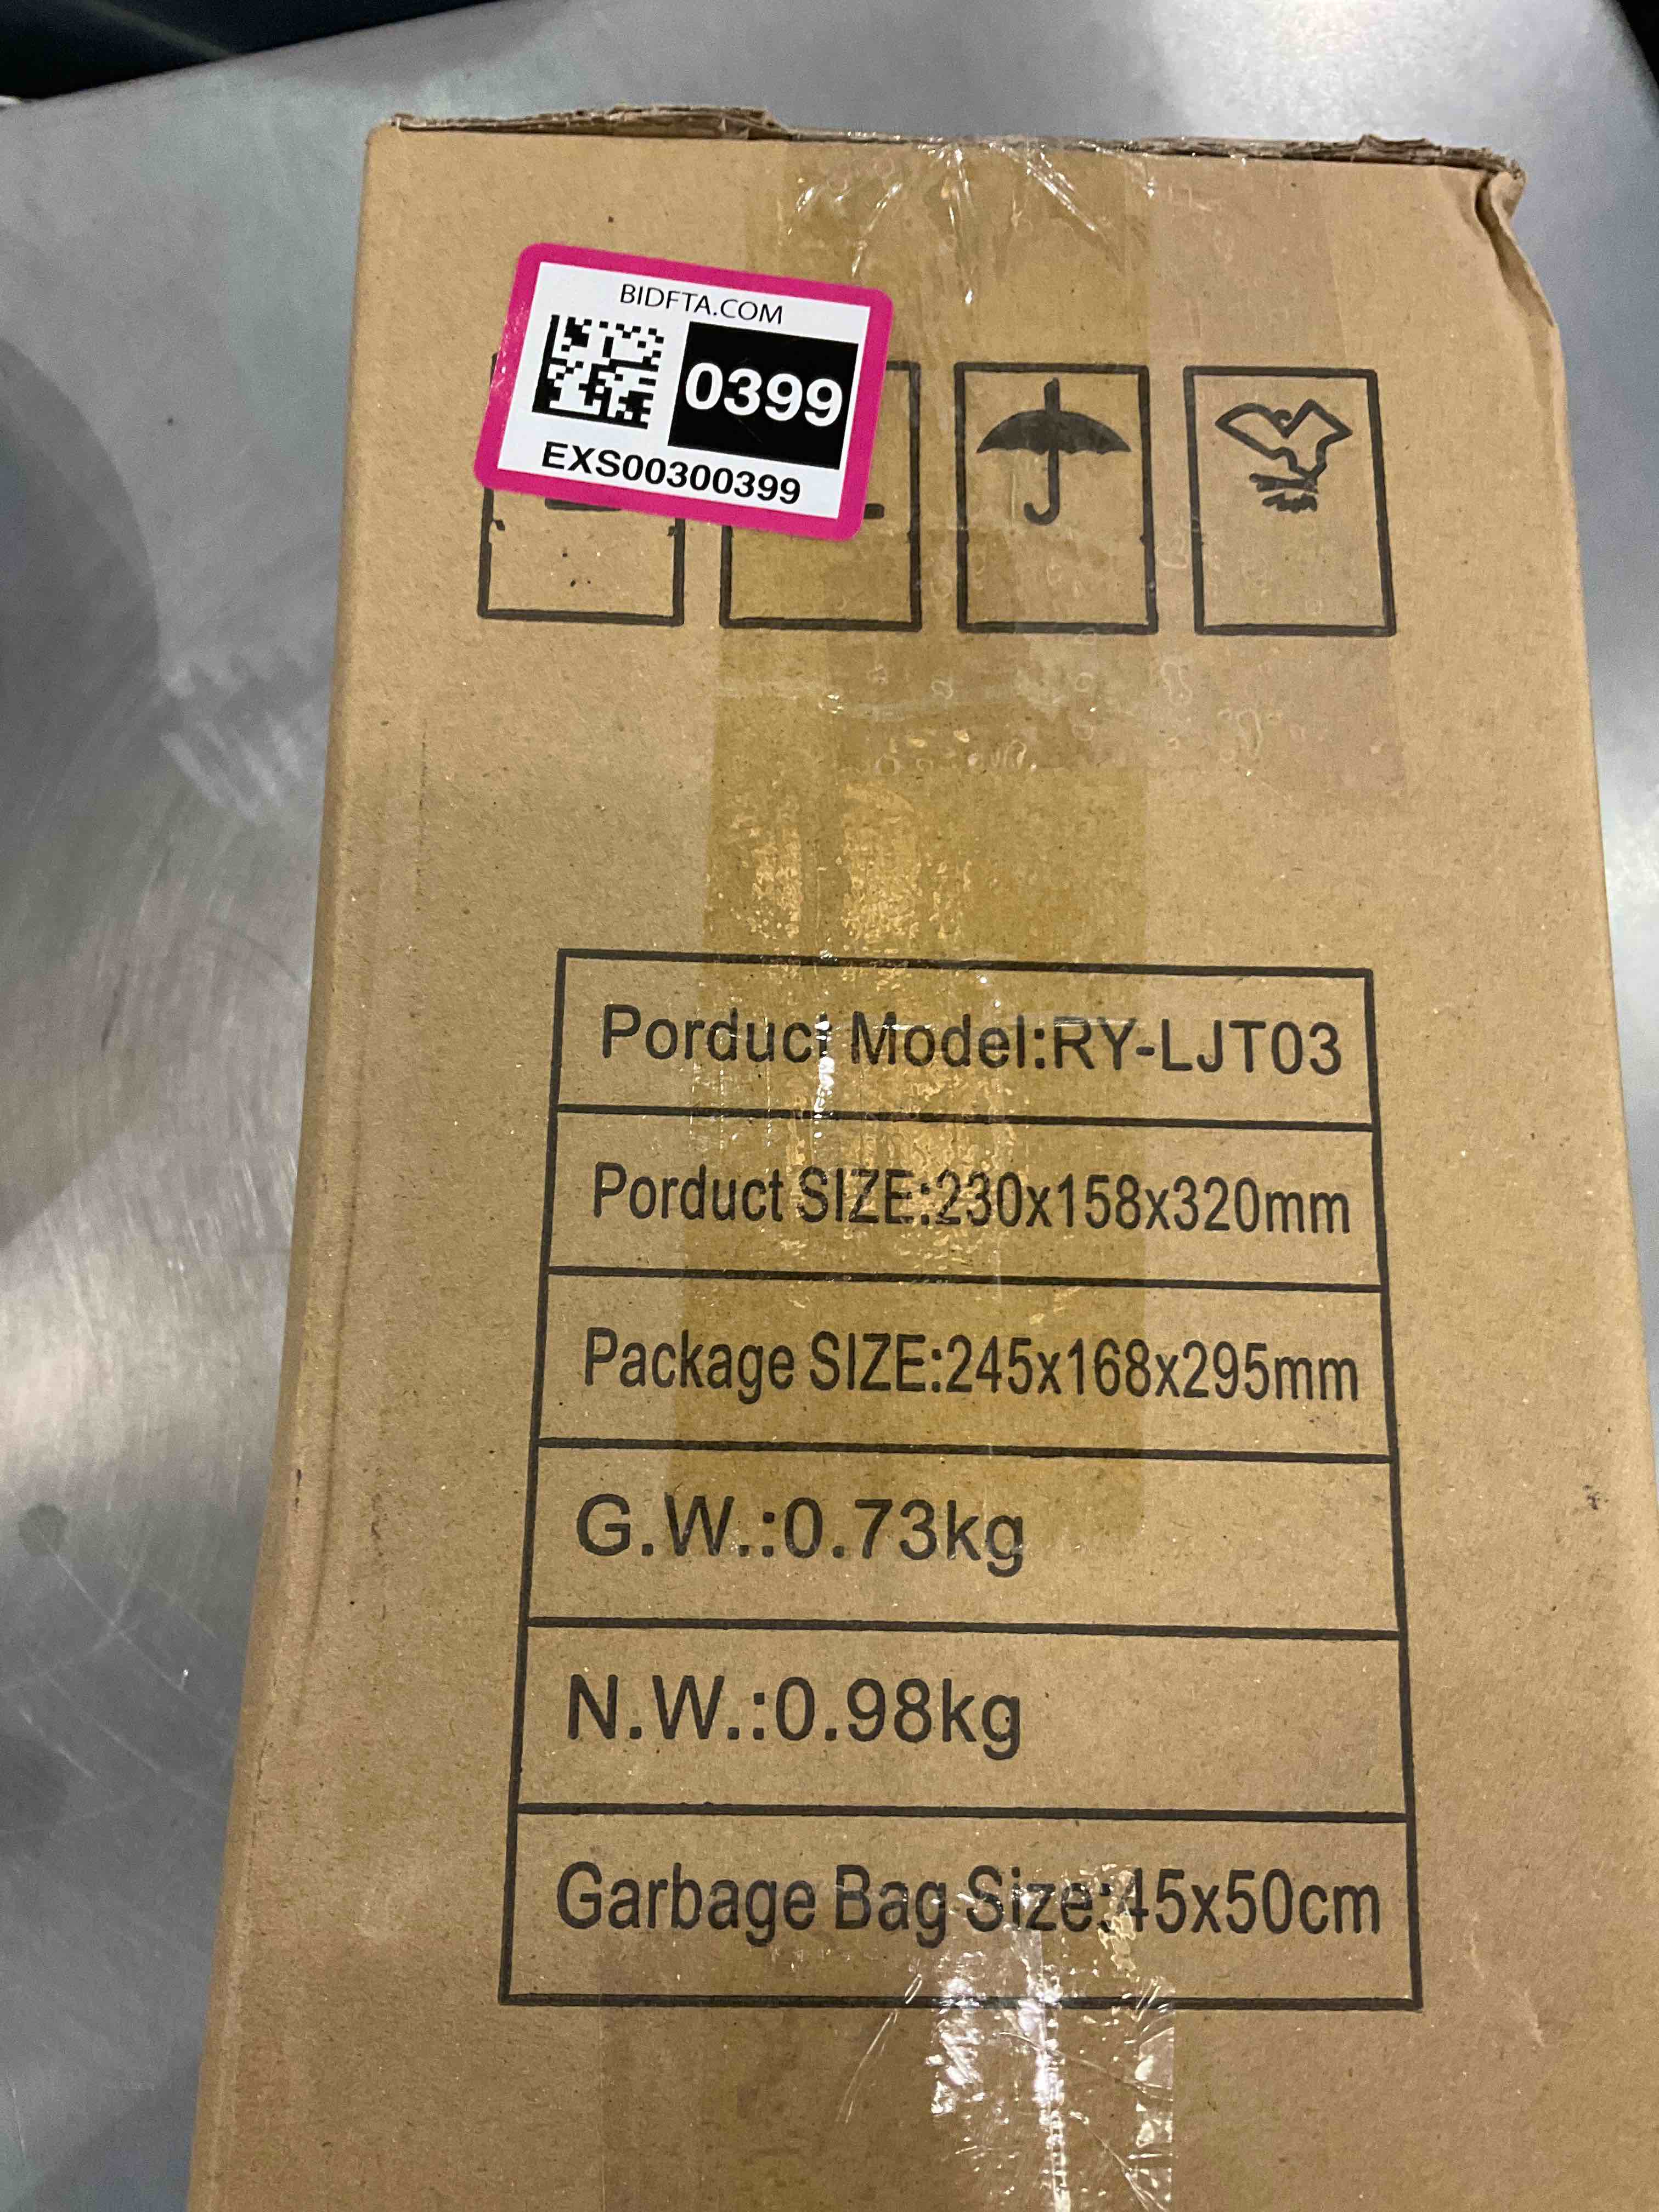 BIDFTA.COM
0399
EXS00300399
Porduct Model:RY-LJT03
Porduct SIZE:230x158x320mm
Package SIZE:245x168x295mm
G.W.:0.73kg
N.W.:0.98kg
Garbage Bag Size:45x50cm